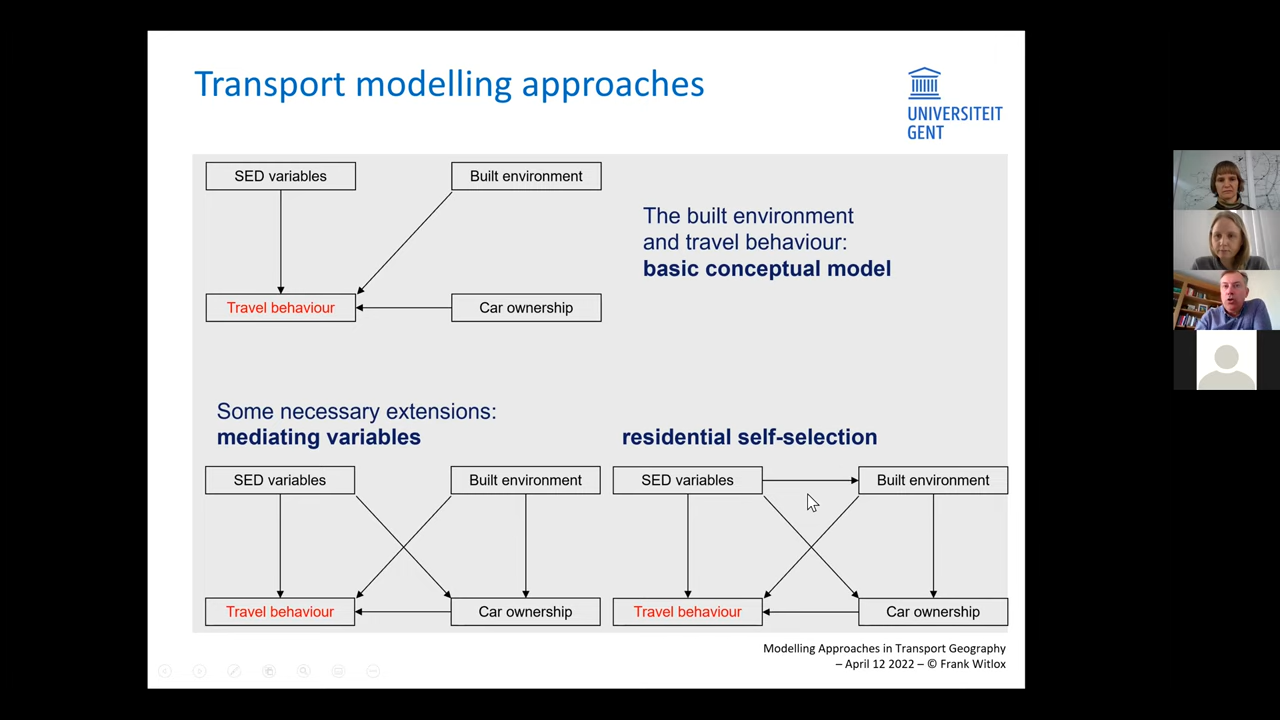 Transport modelling approaches
UNIVERSITEIT
GENT
SED variables
Built environment
The built environment
and travel behaviour:
basic conceptual model
Travel behaviour
Car ownership
Some necessary extensions:
mediating variables
residential self-selection
SED variables
Built environment
SED variables
Built environment
Travel behaviour
Car ownership
Travel behaviour
Car ownership
Modelling Approaches in Transport Geography
– April 12 2022 – © Frank Witlox